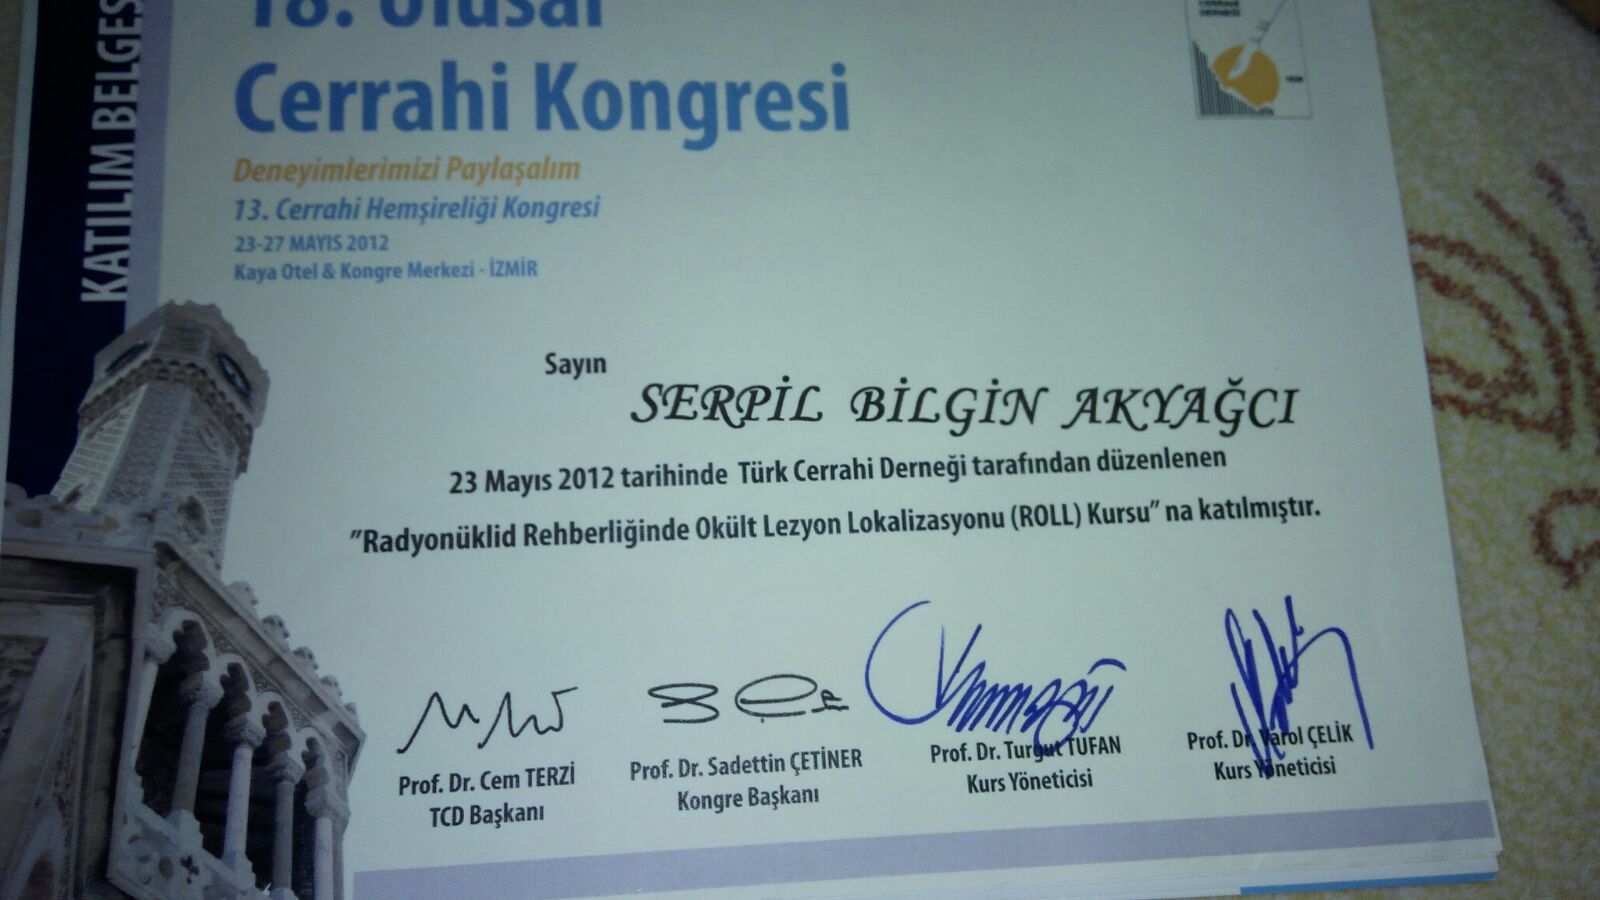 KATILIM BELGES
18. Ulusal
Cerrahi Kongresi
Deneyimlerimizi Paylaşalım
13. Cerrahi Hemşireliği Kongresi
23-27 MAYIS 2012
Kaya Otel & Kongre Merkezi - İZMİR
Sayın
SERPİL BİLGİN AKYAĞCI
23 Mayıs 2012 tarihinde Türk Cerrahi Derneği tarafından düzenlenen
"Radyonüklid Rehberliğinde Okült Lezyon Lokalizasyonu (ROLL) Kursu" na katılmıştır.
Prof. Dr. Cem TERZİ
TCD Başkanı
Prof. Dr. Sadettin ÇETİNER
Kongre Başkanı
Prof. Dr. Turgut TUFAN
Kurs Yöneticisi
Prof. Dr. Varol ÇELİK
Kurs Yöneticisi